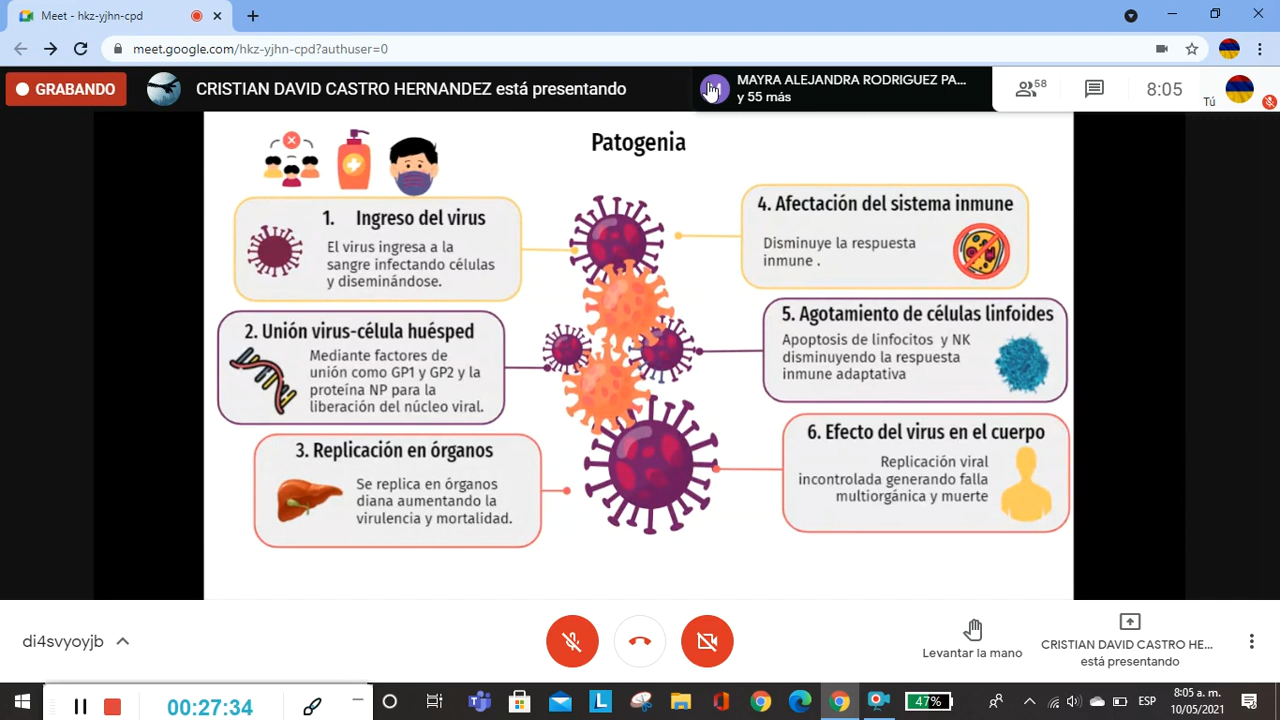 Meet - hkz-yjhn-cpd
meet.google.com/hkz-yjhn-cpd?authuser=0
GRABANDO
CRISTIAN DAVID CASTRO HERNANDEZ está presentando
MAYRA ALEJANDRA RODRIGUEZ PA...
y 55 más
58
8:05
Tú
Patogenia
1. Ingreso del virus
El virus ingresa a la
sangre infectando células
y diseminándose.
2. Unión virus-célula huésped
Mediante factores de
unión como GP1 y GP2 y la
proteína NP para la
liberación del núcleo viral.
3. Replicación en órganos
Se replica en órganos
diana aumentando la
virulencia y mortalidad.
4. Afectación del sistema inmune
Disminuye la respuesta
inmune .
5. Agotamiento de células linfoides
Apoptosis de linfocitos y NK
disminuyendo la respuesta
inmune adaptativa
6. Efecto del virus en el cuerpo
Replicación viral
incontrolada generando falla
multiorgánica y muerte
di4svyoyjb
Levantar la mano
CRISTIAN DAVID CASTRO HE...
está presentando
00:27:34
L
47%
ESP
8:05 a. m.
10/05/2021